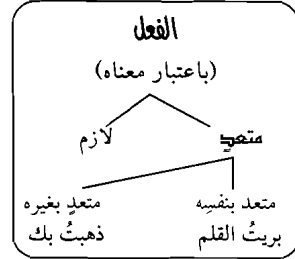 الفعل
(باعتبار معناه)
متعدٍ لازم
متعد بنفسِه متعدٍ بغيره
بريتُ القلم ذهبتُ بك